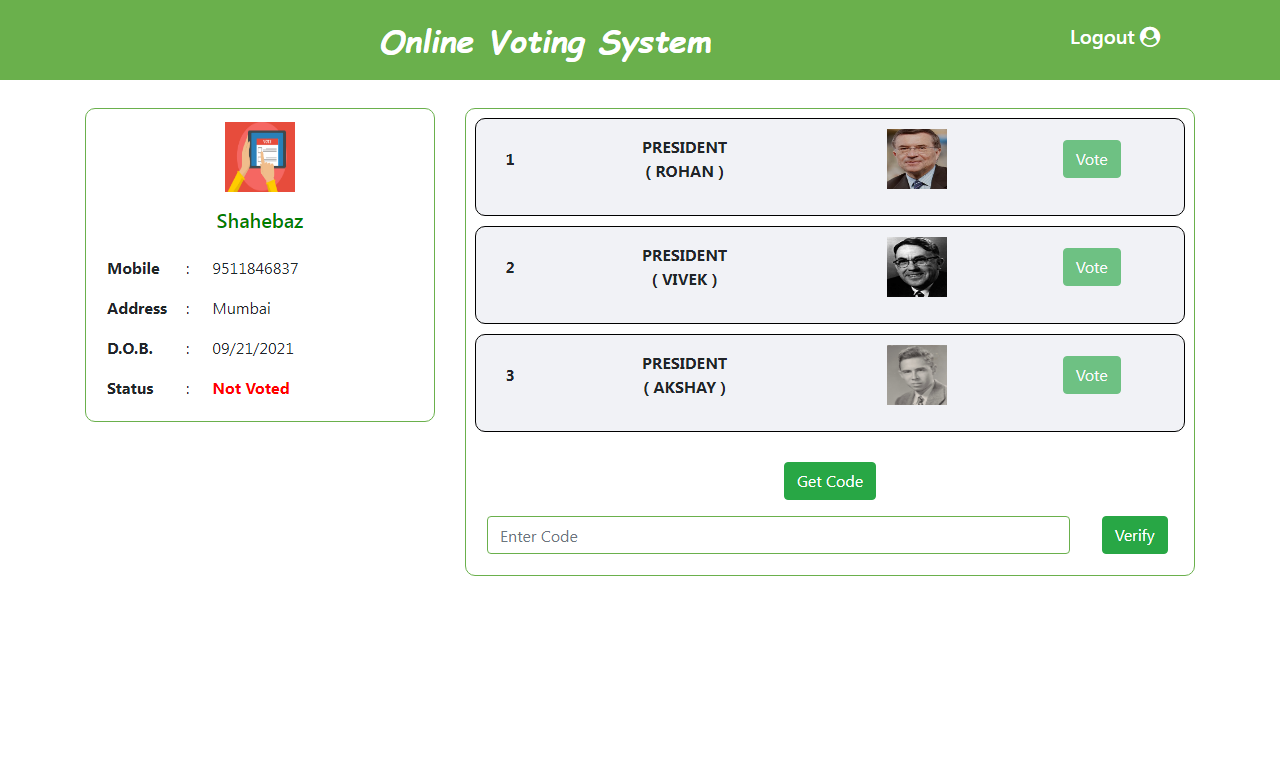 Online Voting System
Logout
Shahebaz
Mobile : 9511846837
Address : Mumbai
D.O.B. : 09/21/2021
Status : Not Voted
1
PRESIDENT
( ROHAN )
Vote
2
PRESIDENT
( VIVEK )
Vote
3
PRESIDENT
( AKSHAY )
Vote
Get Code
Enter Code
Verify